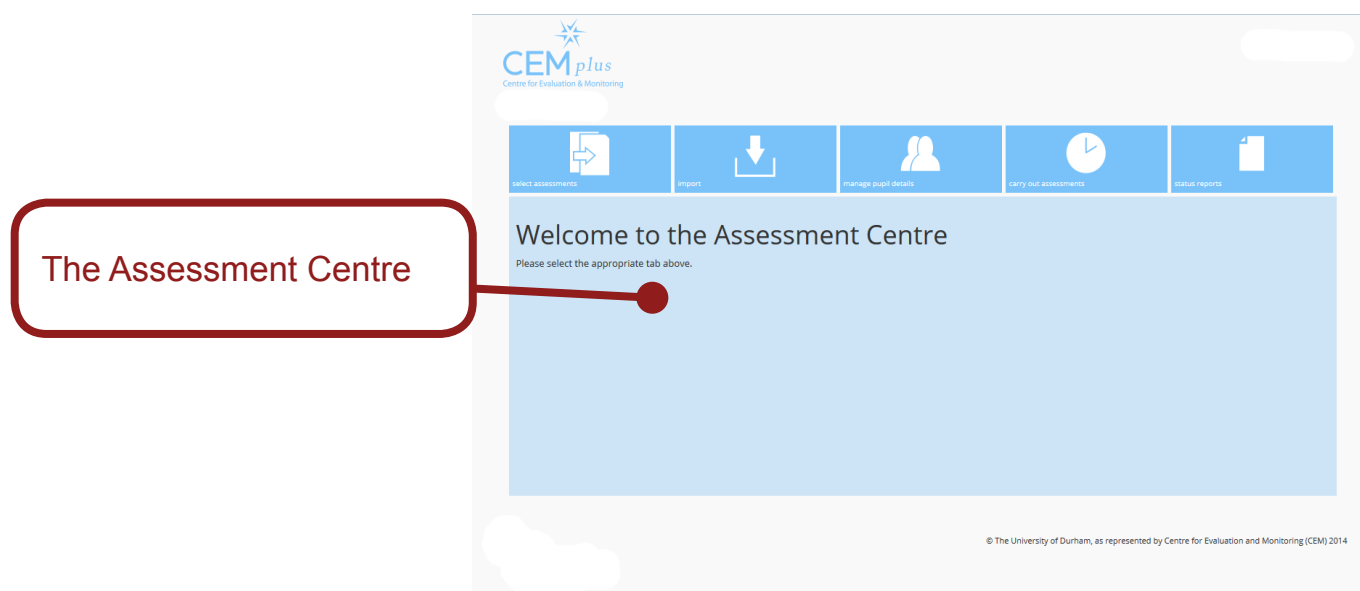 CEM plus
Centre for Evaluation & Monitoring
select assessments
import
manage pupil details
carry out assessments
status reports
The Assessment Centre
Welcome to the Assessment Centre
Please select the appropriate tab above.
© The University of Durham, as represented by Centre for Evaluation and Monitoring (CEM) 2014